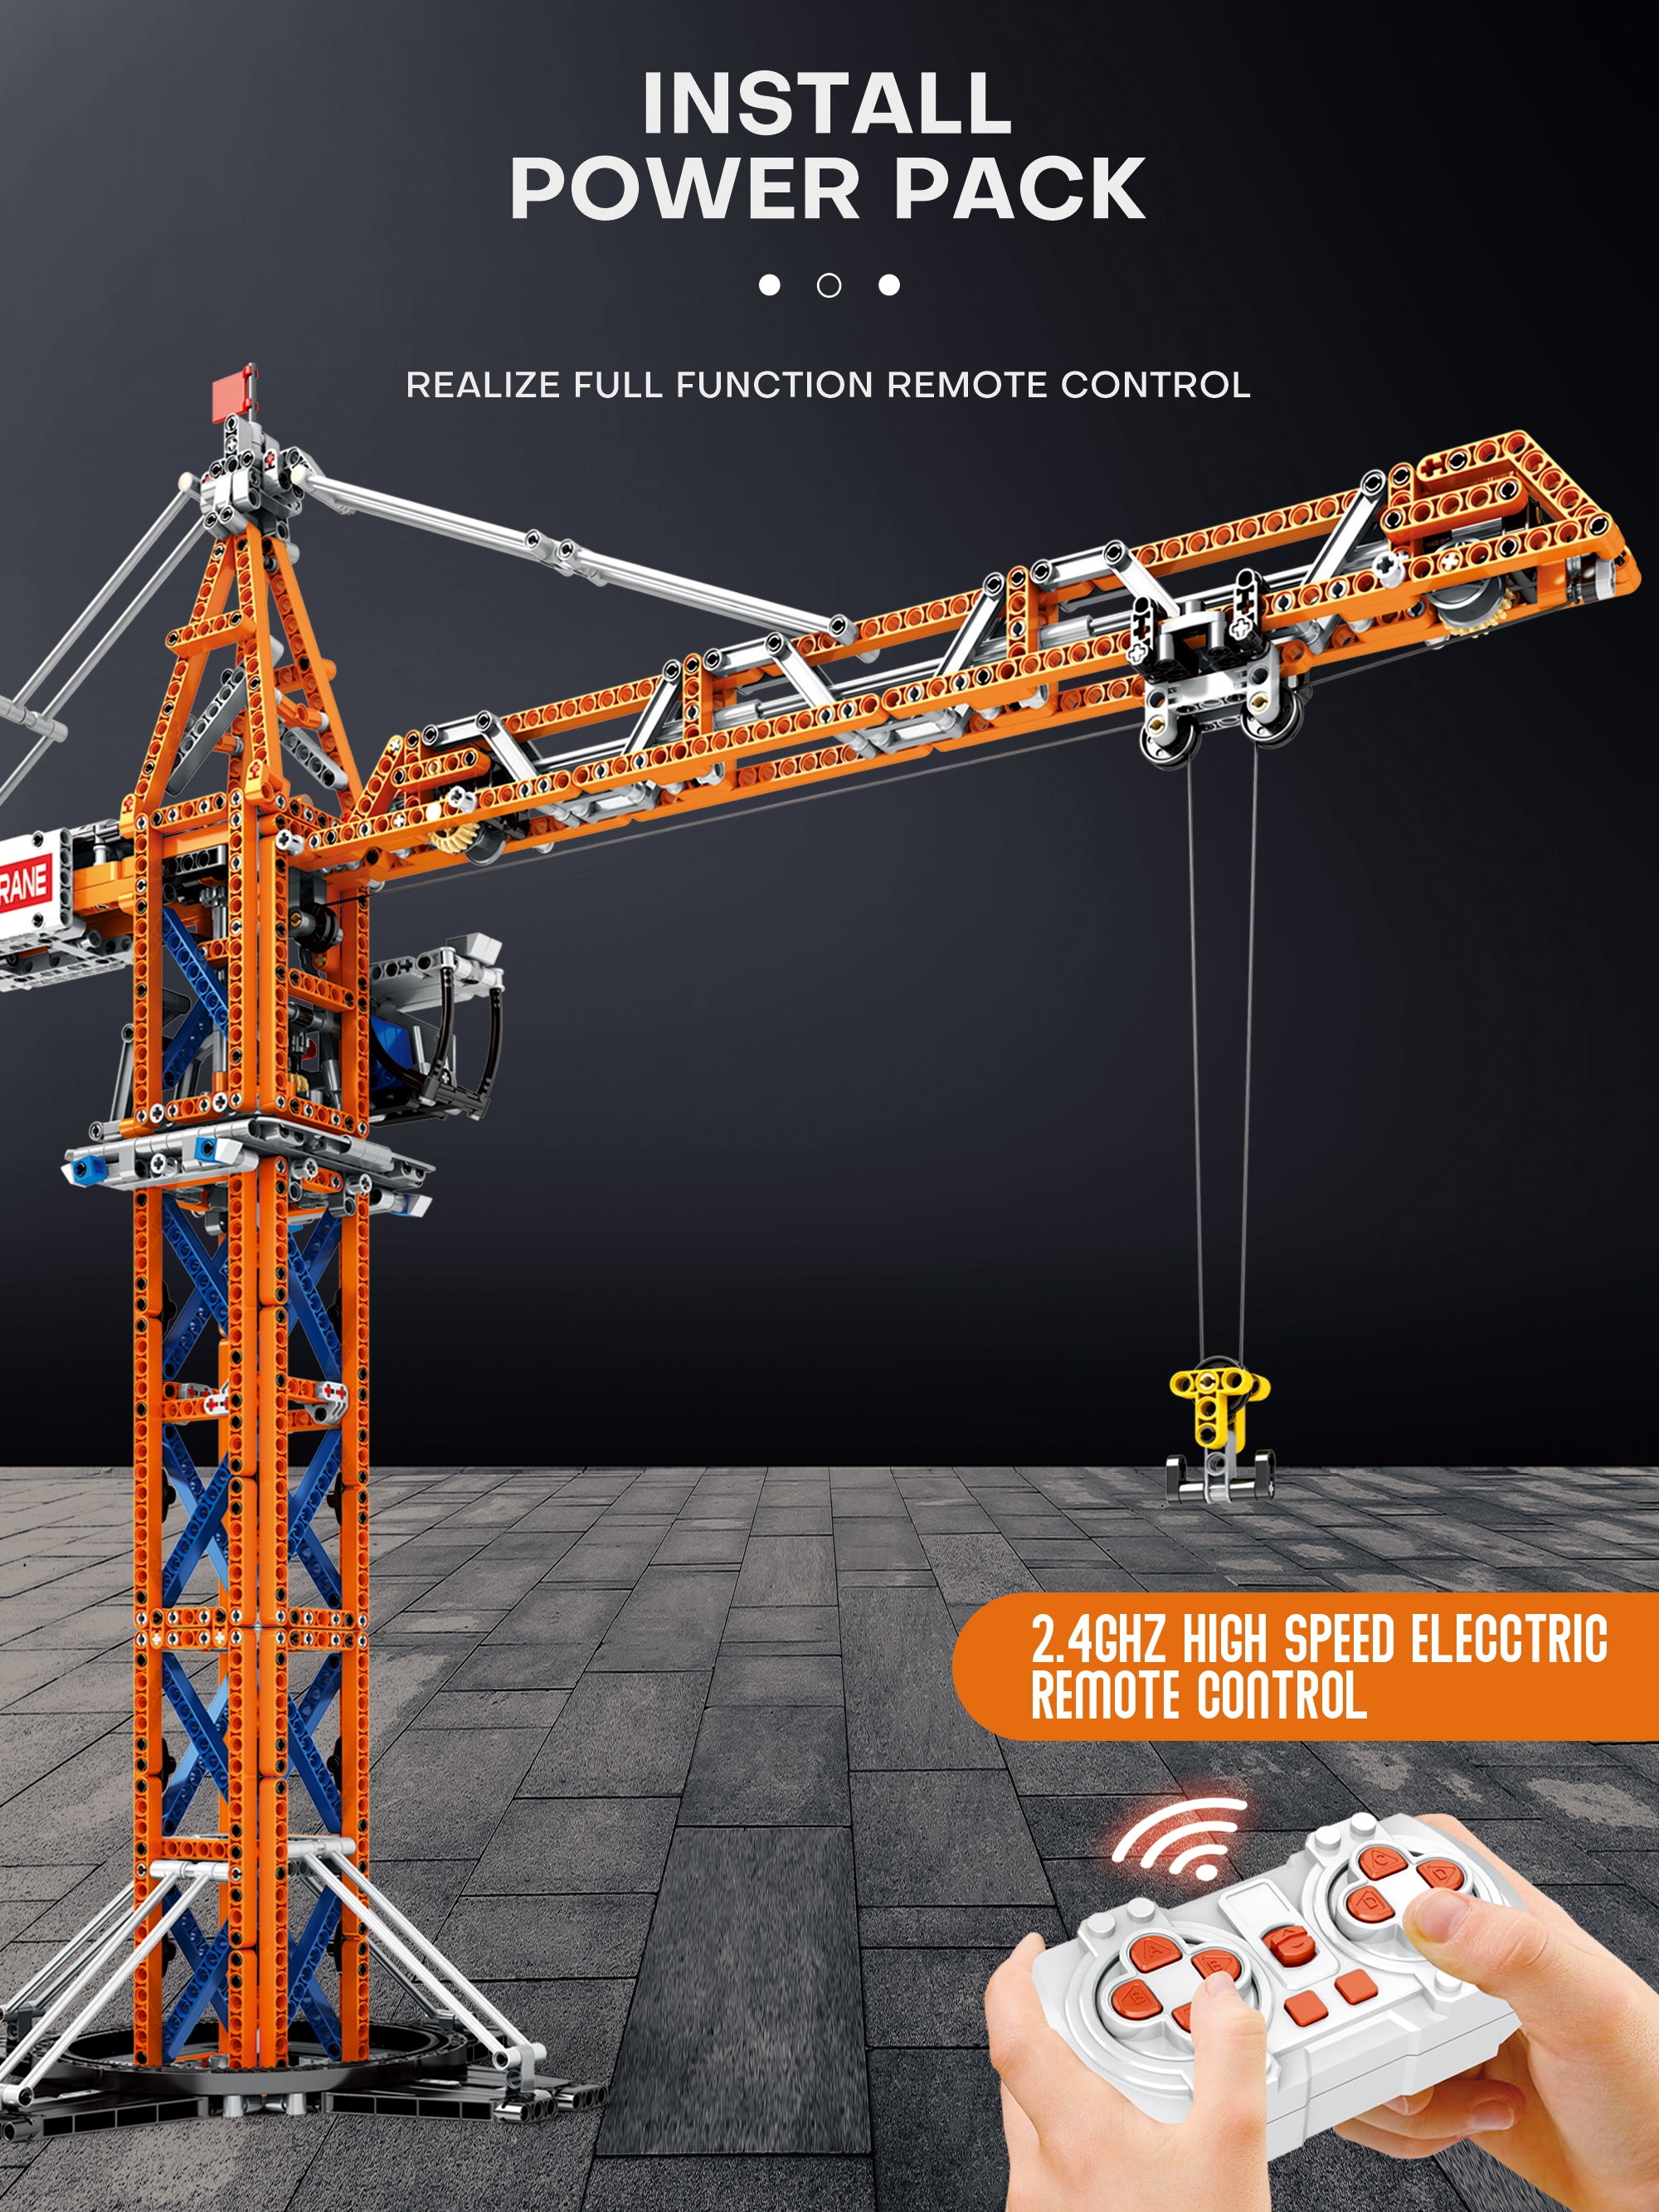 INSTALL
POWER PACK
REALIZE FULL FUNCTION REMOTE CONTROL
RANE
2.4GHZ HIGH SPEED ELECCTRIC
REMOTE CONTROL
C
D
A
E
B